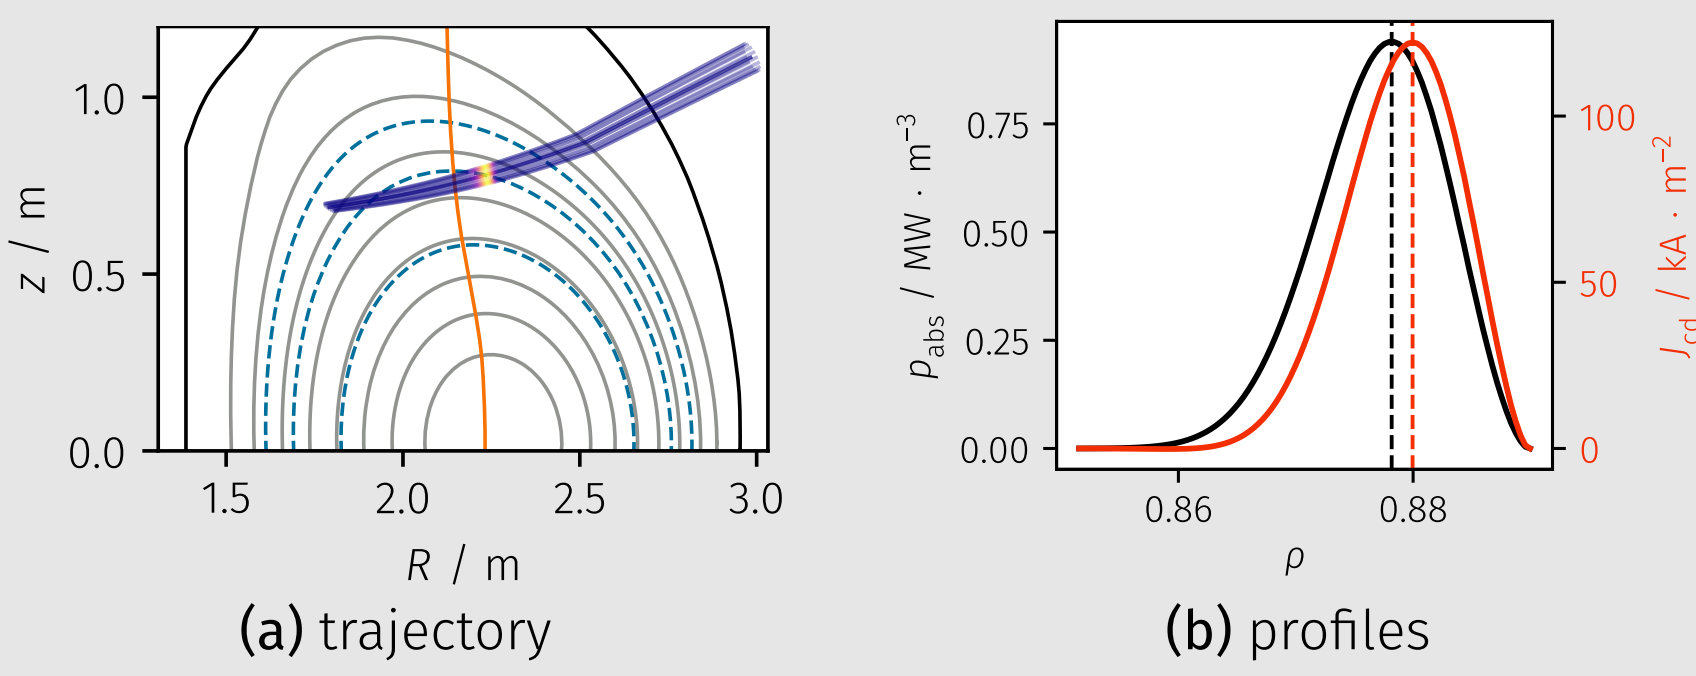 1.0
0.5
0.0
z / m
1.5 2.0 2.5 3.0
R / m
(a) trajectory
0.75
0.50
0.25
0.00
p_abs / MW · m⁻³
100
50
0
J_cd / kA · m⁻²
0.86 0.88
ρ
(b) profiles